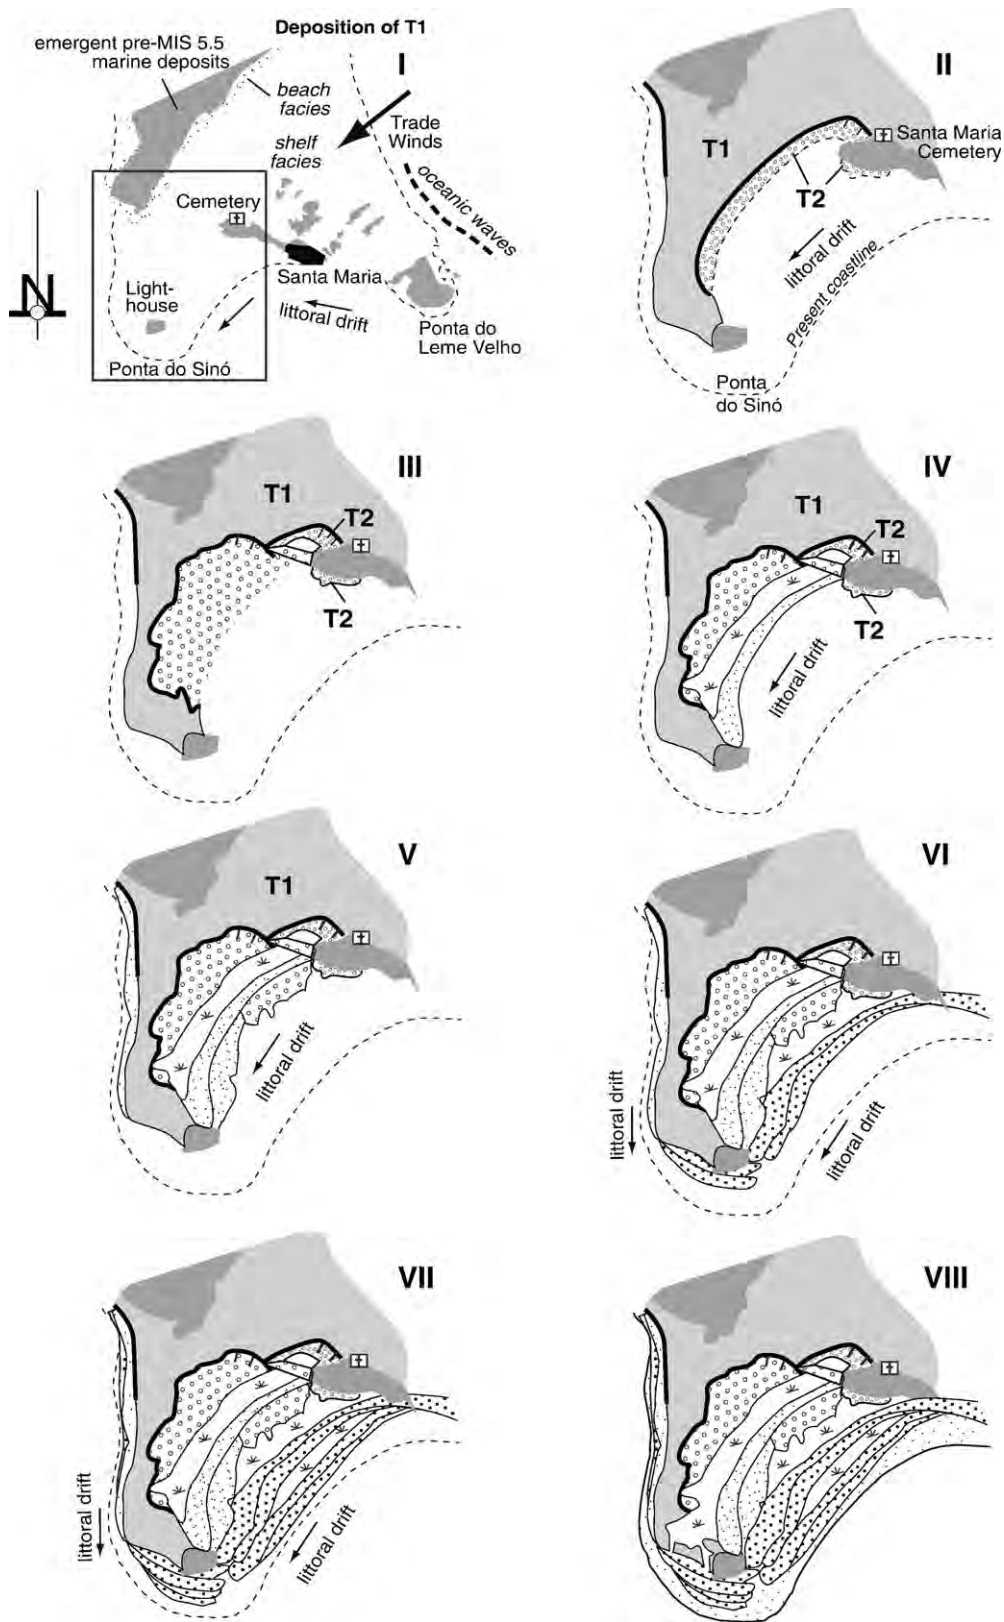 Deposition of T1
emergent pre-MIS 5.5
marine deposits
I
beach
facies
shelf
facies
Trade
Winds
oceanic waves
Cemetery
Santa Maria
N
Light-
house
littoral drift
Ponta do
Leme Velho
Ponta do Sinó
II
T1
Santa Maria
Cemetery
T2
littoral drift
Present coastline
Ponta
do Sinó
III
T1
T2
T2
IV
T1
T2
T2
littoral drift
V
T1
littoral drift
VI
littoral drift
littoral drift
VII
littoral drift
littoral drift
VIII